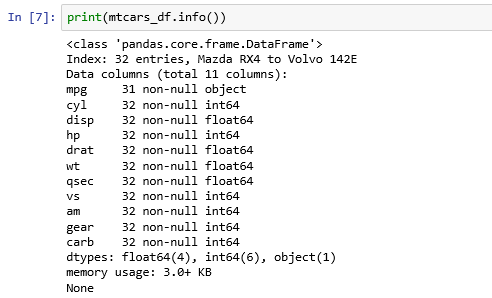 In [7]: print(mtcars_df.info())
<class 'pandas.core.frame.DataFrame'>
Index: 32 entries, Mazda RX4 to Volvo 142E
Data columns (total 11 columns):
mpg     31 non-null object
cyl     32 non-null int64
disp    32 non-null float64
hp      32 non-null int64
drat    32 non-null float64
wt      32 non-null float64
qsec    32 non-null float64
vs      32 non-null int64
am      32 non-null int64
gear    32 non-null int64
carb    32 non-null int64
dtypes: float64(4), int64(6), object(1)
memory usage: 3.0+ KB
None